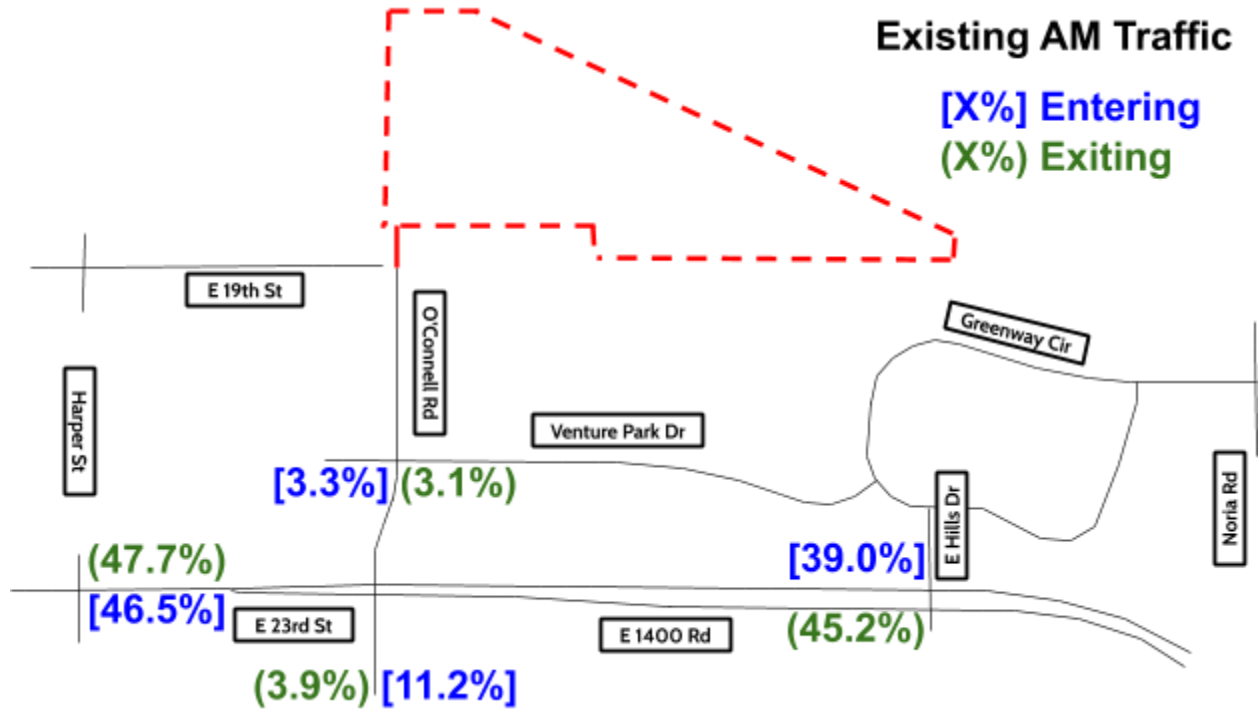 Existing AM Traffic
[X%] Entering
(X%) Exiting
E 19th St
O'Connell Rd
Greenway Cir
Harper St
Venture Park Dr
[3.3%] (3.1%)
E Hills Dr
Noria Rd
(47.7%)
[39.0%]
[46.5%]
E 23rd St
E 1400 Rd
(45.2%)
(3.9%) [11.2%]